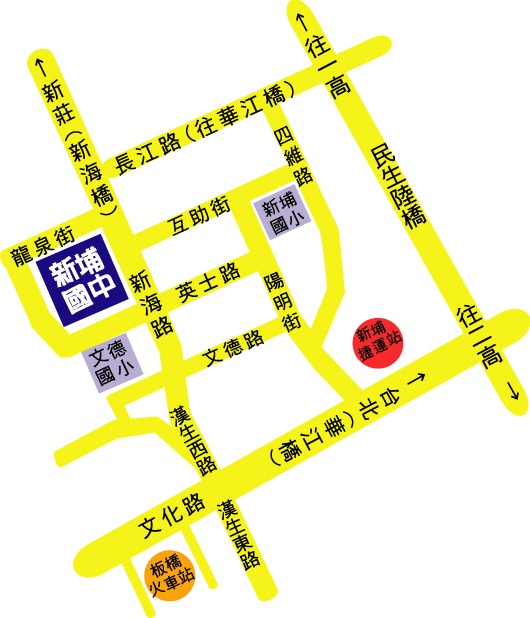 ←往一高
←新莊(新海橋)
長江路(往華江橋)
四維路
民生陸橋
互助街
新埔
國小
龍泉街
新埔
國中
新海路
英士路
陽明街
文德路
文德
國小
新埔
捷運站
往二高→
台北(華江橋)
→
漢生西路
文化路
漢生東路
板橋
火車站